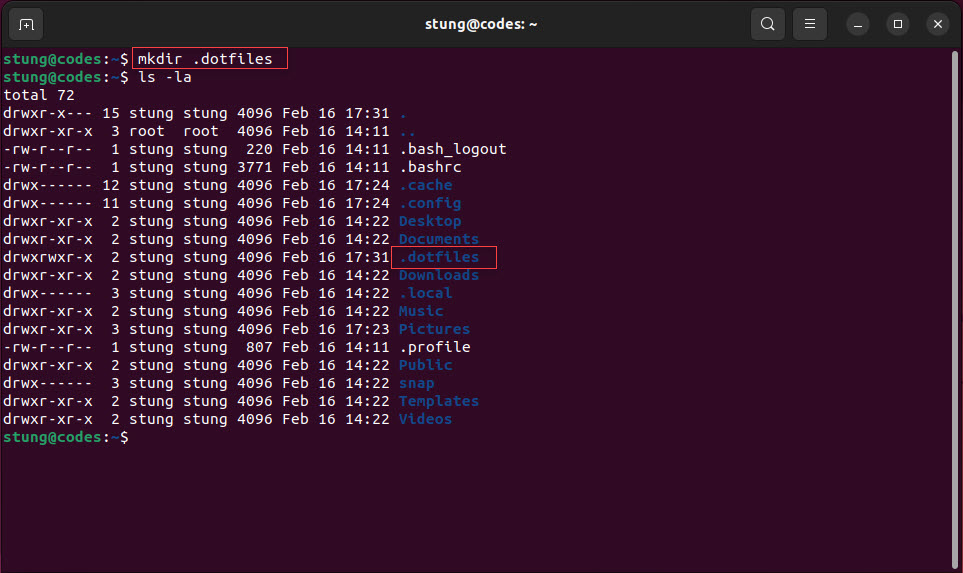 stung@codes: ~
stung@codes:~$ mkdir .dotfiles
stung@codes:~$ ls -la
total 72
drwxr-x--- 15 stung stung 4096 Feb 16 17:31 .
drwxr-xr-x  3 root  root  4096 Feb 16 14:11 ..
-rw-r--r--  1 stung stung  220 Feb 16 14:11 .bash_logout
-rw-r--r--  1 stung stung 3771 Feb 16 14:11 .bashrc
drwx------ 12 stung stung 4096 Feb 16 17:24 .cache
drwx------ 11 stung stung 4096 Feb 16 17:24 .config
drwxr-xr-x  2 stung stung 4096 Feb 16 14:22 Desktop
drwxr-xr-x  2 stung stung 4096 Feb 16 14:22 Documents
drwxrwxr-x  2 stung stung 4096 Feb 16 17:31 .dotfiles
drwxr-xr-x  2 stung stung 4096 Feb 16 14:22 Downloads
drwx------  3 stung stung 4096 Feb 16 14:22 .local
drwxr-xr-x  2 stung stung 4096 Feb 16 14:22 Music
drwxr-xr-x  3 stung stung 4096 Feb 16 17:23 Pictures
-rw-r--r--  1 stung stung  807 Feb 16 14:11 .profile
drwxr-xr-x  2 stung stung 4096 Feb 16 14:22 Public
drwx------  3 stung stung 4096 Feb 16 14:22 snap
drwxr-xr-x  2 stung stung 4096 Feb 16 14:22 Templates
drwxr-xr-x  2 stung stung 4096 Feb 16 14:22 Videos
stung@codes:~$